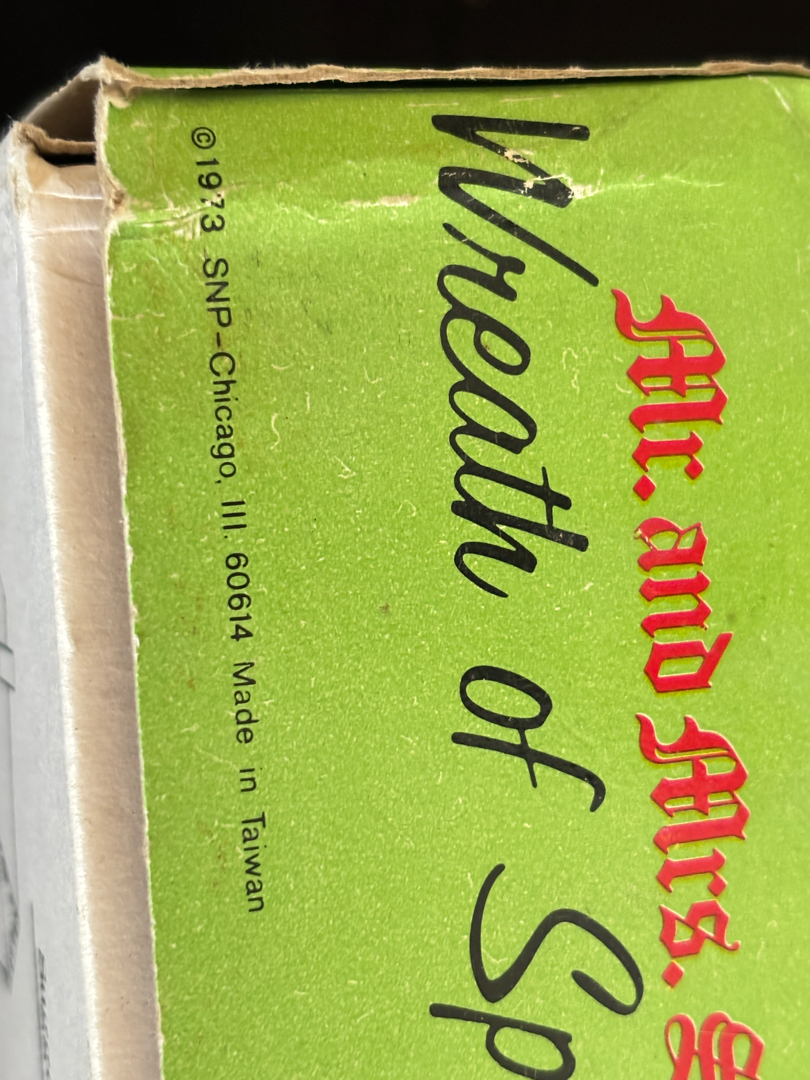 Mr. and Mrs.
Wreath of Sp
©1973 SNP-Chicago, Ill. 60614 Made in Taiwan